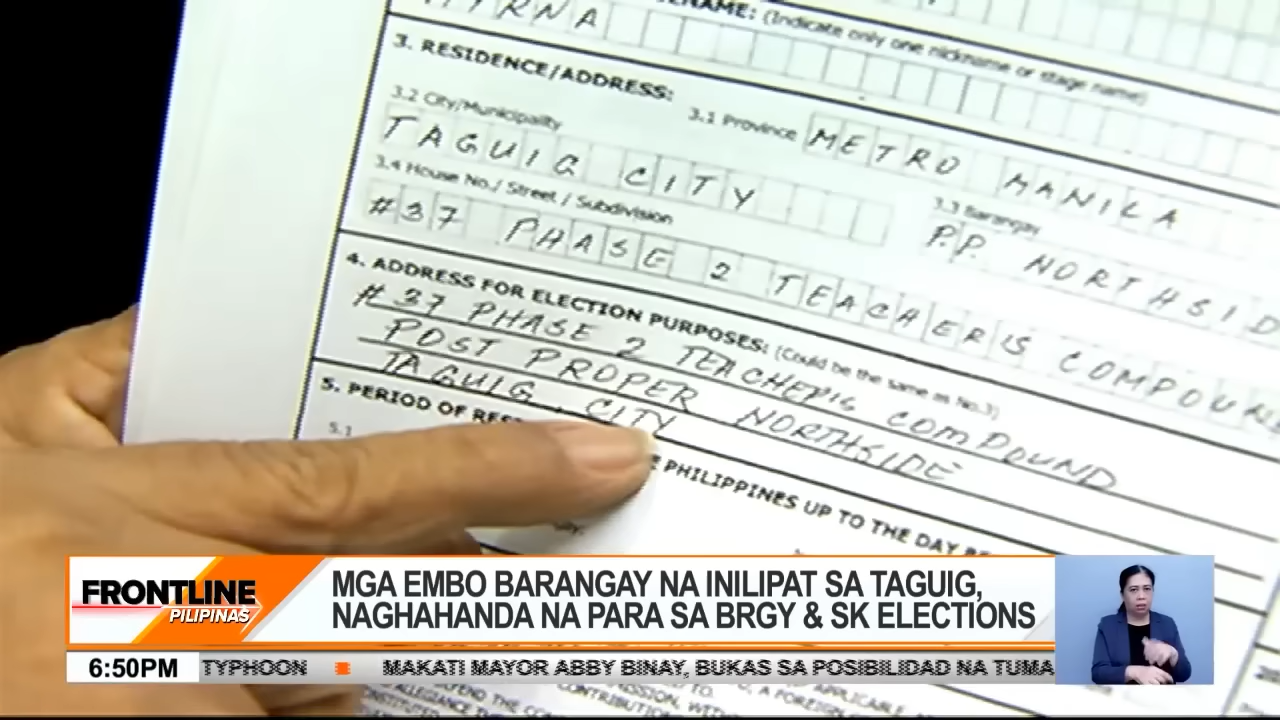 NAME: (Indicate only one nickname or stage name)
3. RESIDENCE/ADDRESS:
3.1 Province
METRO MANILA
3.2 City/Municipality
TAGUIG CITY
3.3 Barangay
P.P. NORTHSID
3.4 House No./ Street / Subdivision
#37 PHASE 2 TEACHER'S COMPOUND
4. ADDRESS FOR ELECTION PURPOSES: (Could be the same as No.3)
#37 PHASE 2 TEACHER'S COMPOUND
POST PROPER NORTHSIDE
TAGUIG CITY
5. PERIOD OF
PHILIPPINES UP TO THE DAY
5.1
FRONTLINE
PILIPINAS
MGA EMBO BARANGAY NA INILIPAT SA TAGUIG,
NAGHAHANDA NA PARA SA BRGY & SK ELECTIONS
6:50PM
TYPHOON
MAKATI MAYOR ABBY BINAY, BUKAS SA POSIBILIDAD NA TUMA